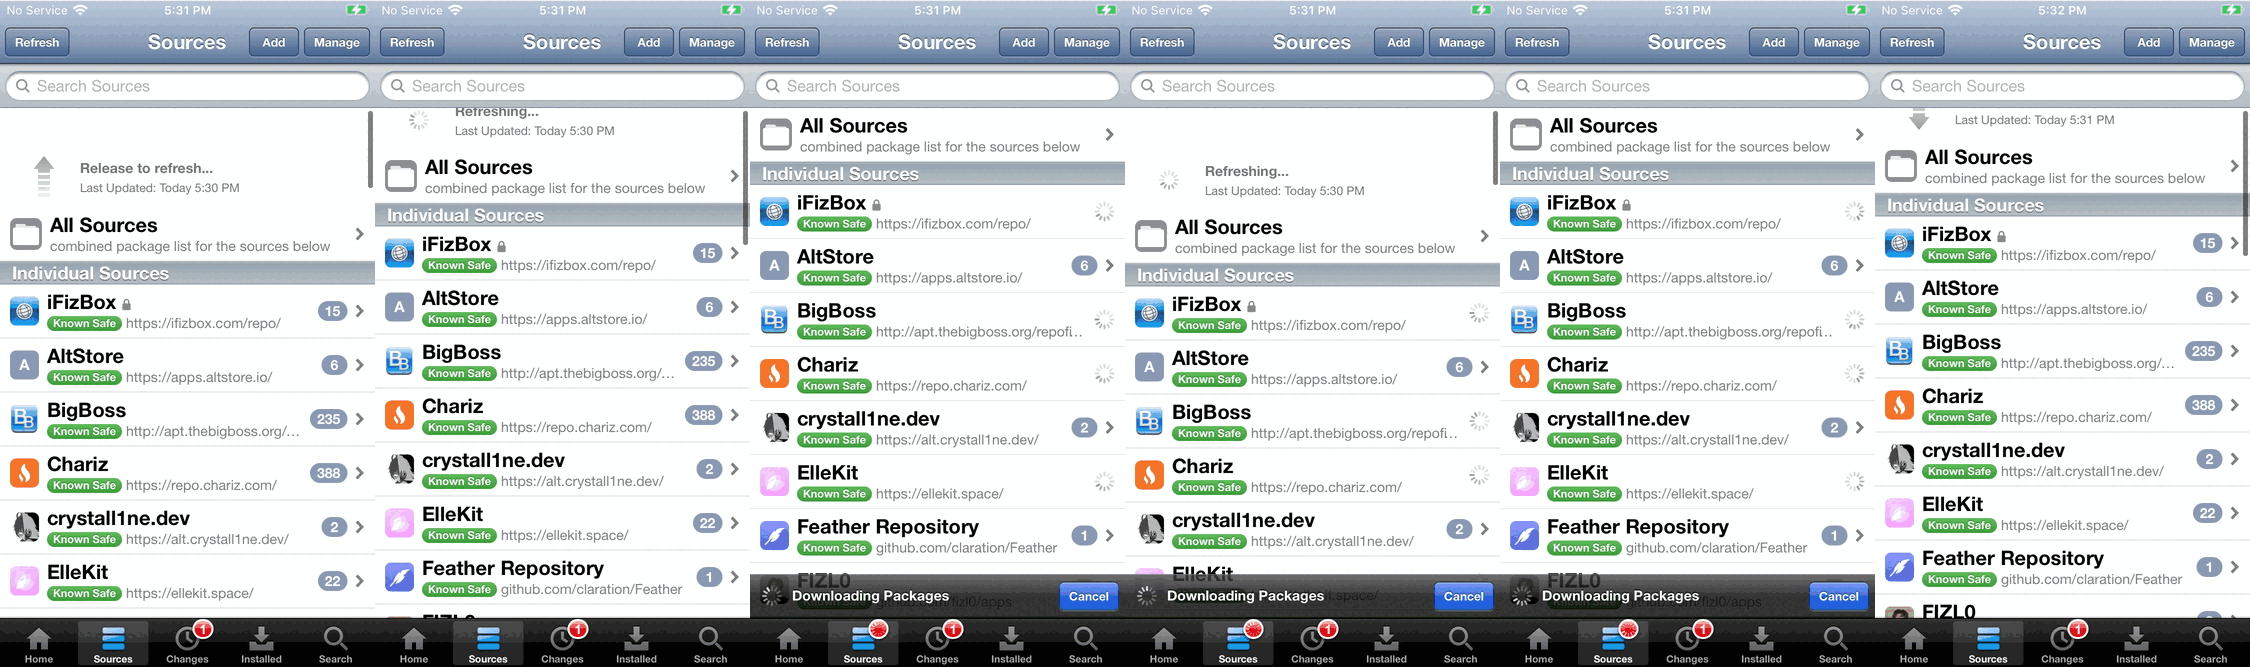 No Service 5:31 PM
Refresh Sources Add Manage
Search Sources
Release to refresh...
Last Updated: Today 5:30 PM
All Sources
combined package list for the sources below
Individual Sources
iFizBox
Known Safe https://ifizbox.com/repo/
15
AltStore
Known Safe https://apps.altstore.io/
6
A
BigBoss
Known Safe http://apt.thebigboss.org/...
235
BB
Chariz
Known Safe https://repo.chariz.com/
388
crystall1ne.dev
Known Safe https://alt.crystall1ne.dev/
2
ElleKit
Known Safe https://ellekit.space/
22
1
Home Sources Changes Installed Search
No Service 5:31 PM
Refresh Sources Add Manage
Search Sources
Refreshing...
Last Updated: Today 5:30 PM
All Sources
combined package list for the sources below
Individual Sources
iFizBox
Known Safe https://ifizbox.com/repo/
15
AltStore
Known Safe https://apps.altstore.io/
6
A
BigBoss
Known Safe http://apt.thebigboss.org/...
235
BB
Chariz
Known Safe https://repo.chariz.com/
388
crystall1ne.dev
Known Safe https://alt.crystall1ne.dev/
2
ElleKit
Known Safe https://ellekit.space/
22
Feather Repository
Known Safe github.com/claration/Feather
1
FIZL0
1
Home Sources Changes Installed Search
No Service 5:31 PM
Refresh Sources Add Manage
Search Sources
All Sources
combined package list for the sources below
Individual Sources
iFizBox
Known Safe https://ifizbox.com/repo/
AltStore
Known Safe https://apps.altstore.io/
6
A
BigBoss
Known Safe http://apt.thebigboss.org/repofi...
BB
Chariz
Known Safe https://repo.chariz.com/
crystall1ne.dev
Known Safe https://alt.crystall1ne.dev/
2
ElleKit
Known Safe https://ellekit.space/
Feather Repository
Known Safe github.com/claration/Feather
1
FIZL0
Downloading Packages Cancel
1
Home Sources Changes Installed Search
No Service 5:31 PM
Refresh Sources Add Manage
Search Sources
Refreshing...
Last Updated: Today 5:30 PM
All Sources
combined package list for the sources below
Individual Sources
iFizBox
Known Safe https://ifizbox.com/repo/
AltStore
Known Safe https://apps.altstore.io/
6
A
BigBoss
Known Safe http://apt.thebigboss.org/repofi...
BB
Chariz
Known Safe https://repo.chariz.com/
crystall1ne.dev
Known Safe https://alt.crystall1ne.dev/
2
ElleKit
Downloading Packages Cancel
1
Home Sources Changes Installed Search
No Service 5:31 PM
Refresh Sources Add Manage
Search Sources
All Sources
combined package list for the sources below
Individual Sources
iFizBox
Known Safe https://ifizbox.com/repo/
AltStore
Known Safe https://apps.altstore.io/
6
A
BigBoss
Known Safe http://apt.thebigboss.org/repofi...
BB
Chariz
Known Safe https://repo.chariz.com/
crystall1ne.dev
Known Safe https://alt.crystall1ne.dev/
2
ElleKit
Known Safe https://ellekit.space/
Feather Repository
Known Safe github.com/claration/Feather
1
FIZL0
Downloading Packages Cancel
1
Home Sources Changes Installed Search
No Service 5:32 PM
Refresh Sources Add Manage
Search Sources
Last Updated: Today 5:31 PM
All Sources
combined package list for the sources below
Individual Sources
iFizBox
Known Safe https://ifizbox.com/repo/
15
AltStore
Known Safe https://apps.altstore.io/
6
A
BigBoss
Known Safe http://apt.thebigboss.org/...
235
BB
Chariz
Known Safe https://repo.chariz.com/
388
crystall1ne.dev
Known Safe https://alt.crystall1ne.dev/
2
ElleKit
Known Safe https://ellekit.space/
22
Feather Repository
Known Safe github.com/claration/Feather
1
FIZL0
1
Home Sources Changes Installed Search